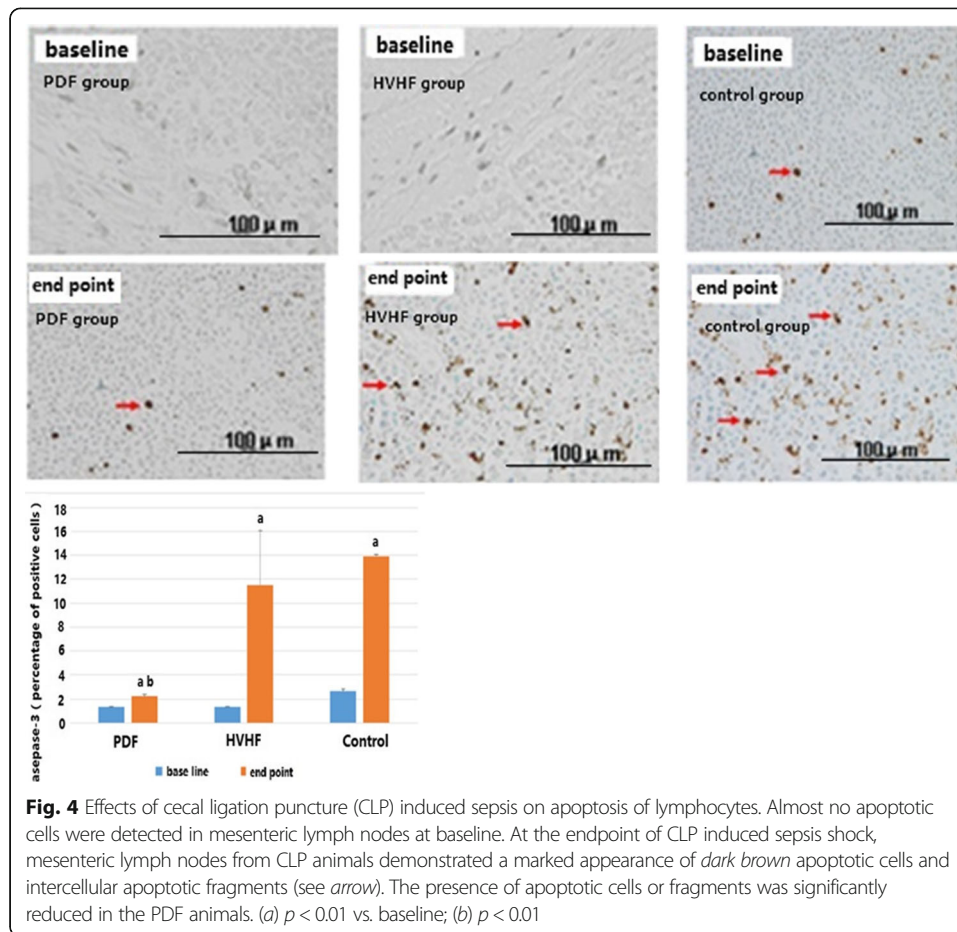 baseline
PDF group
100 μ m
baseline
HVHF group
100 μ m
baseline
control group
100 μ m
end point
PDF group
100 μ m
end point
HVHF group
100 μ m
end point
control group
100 μ m
asepase-3 ( percentage of positive cells )
18
16
14
12
10
8
6
4
2
0
a b
a
a
PDF HVHF Control
base line end point
Fig. 4 Effects of cecal ligation puncture (CLP) induced sepsis on apoptosis of lymphocytes. Almost no apoptotic
cells were detected in mesenteric lymph nodes at baseline. At the endpoint of CLP induced sepsis shock,
mesenteric lymph nodes from CLP animals demonstrated a marked appearance of dark brown apoptotic cells and
intercellular apoptotic fragments (see arrow). The presence of apoptotic cells or fragments was significantly
reduced in the PDF animals. (a) p < 0.01 vs. baseline; (b) p < 0.01